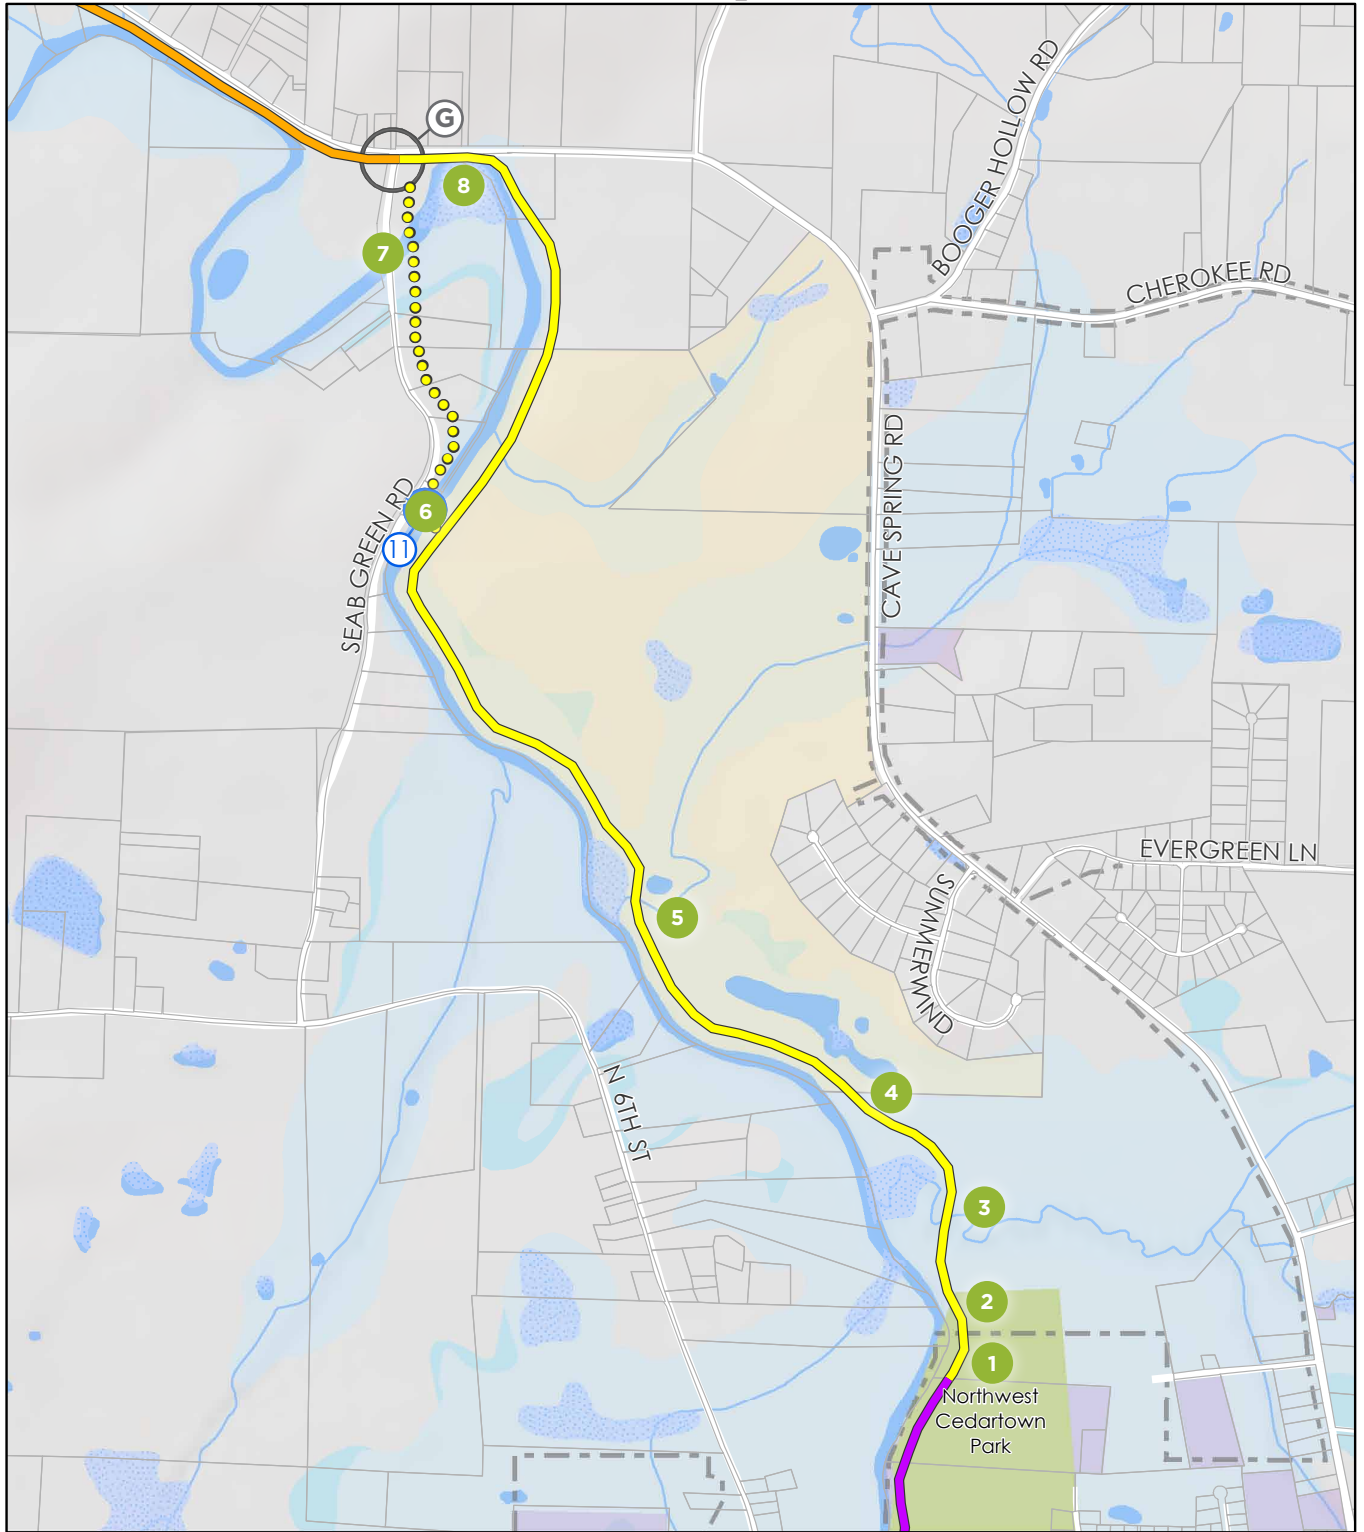 G
8
BOOGER HOLLOW RD
7
CHEROKEE RD
CAVE SPRING RD
6
11
SEAB GREEN RD
EVERGREEN LN
SUMMERWIND
5
N 6TH ST
4
3
2
1
Northwest
Cedartown
Park